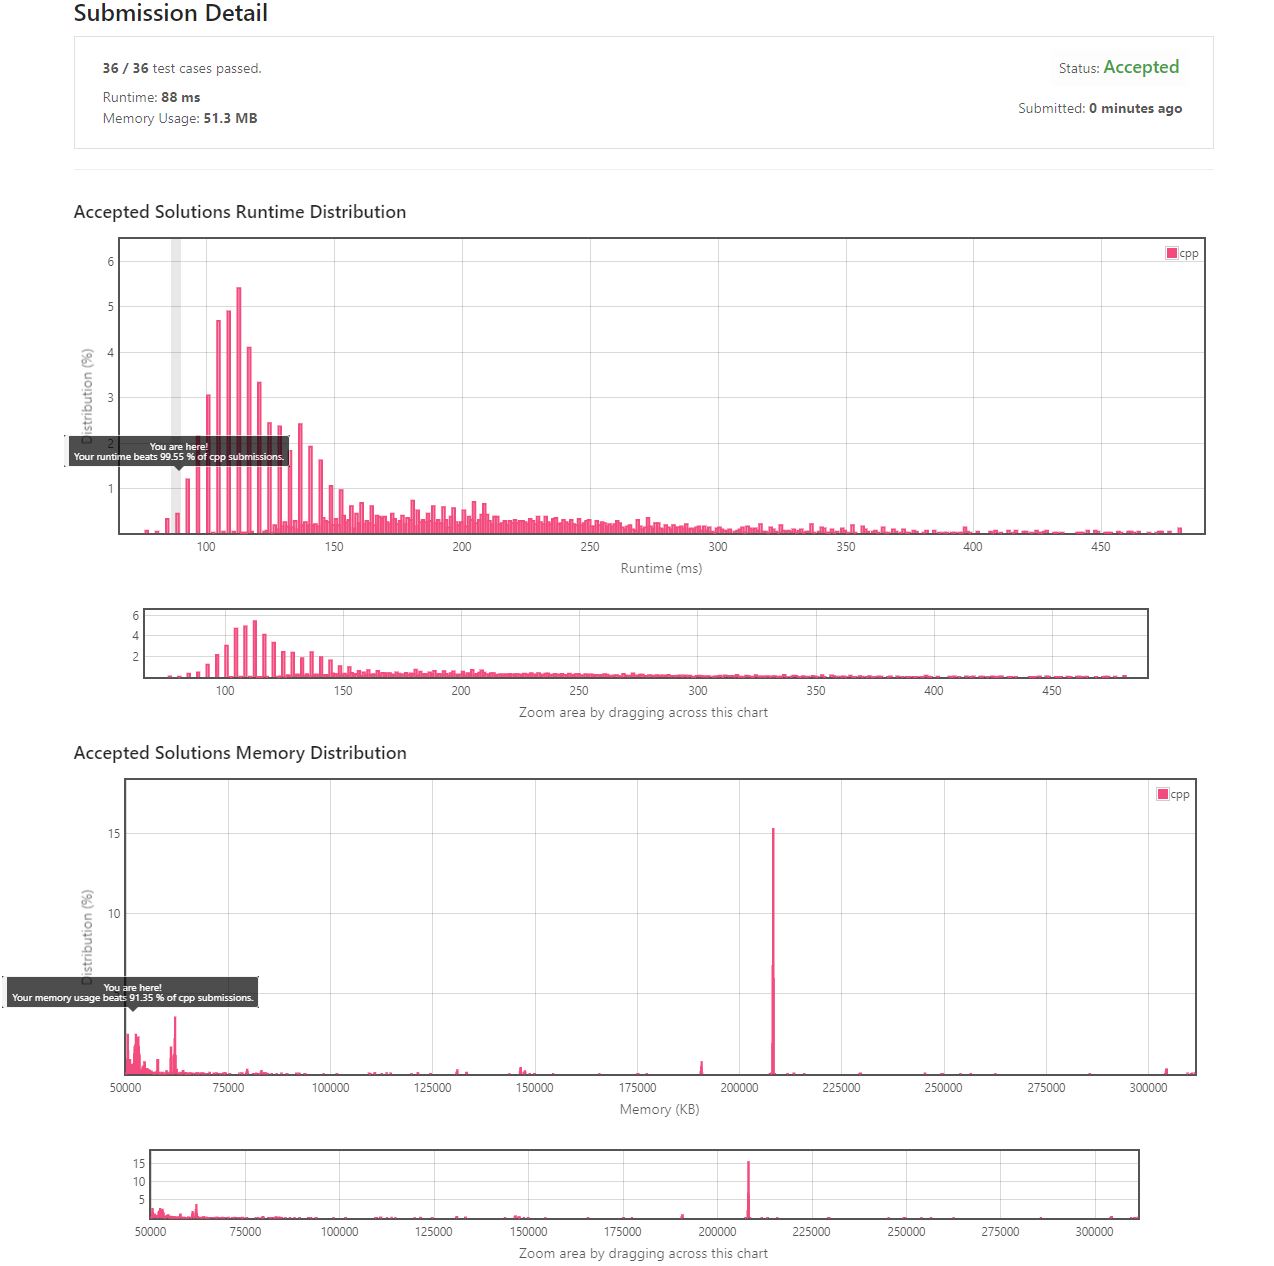 Submission Detail
36 / 36 test cases passed.
Status: Accepted
Runtime: 88 ms
Memory Usage: 51.3 MB
Submitted: 0 minutes ago
Accepted Solutions Runtime Distribution
cpp
6
5
4
3
2
1
Distribution (%)
You are here!
Your runtime beats 99.55 % of cpp submissions.
100 150 200 250 300 350 400 450
Runtime (ms)
6
4
2
100 150 200 250 300 350 400 450
Zoom area by dragging across this chart
Accepted Solutions Memory Distribution
cpp
15
10
Distribution (%)
You are here!
Your memory usage beats 91.35 % of cpp submissions.
50000 75000 100000 125000 150000 175000 200000 225000 250000 275000 300000
Memory (KB)
15
10
5
50000 75000 100000 125000 150000 175000 200000 225000 250000 275000 300000
Zoom area by dragging across this chart